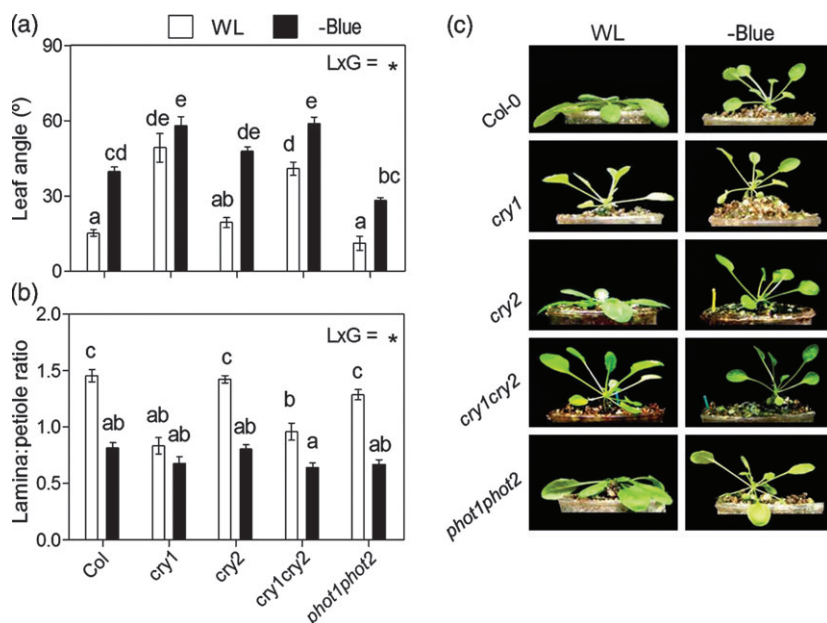 (a)
WL
-Blue
LxG = *
Leaf angle (º)
90
60
30
0
a
cd
de
e
ab
de
d
e
a
bc
(b)
LxG = *
Lamina:petiole ratio
2.0
1.5
1.0
0.5
0.0
c
ab
ab
ab
c
ab
b
a
c
ab
Col
cry1
cry2
cry1cry2
phot1phot2
(c)
WL
-Blue
Col-0
cry1
cry2
cry1cry2
phot1phot2